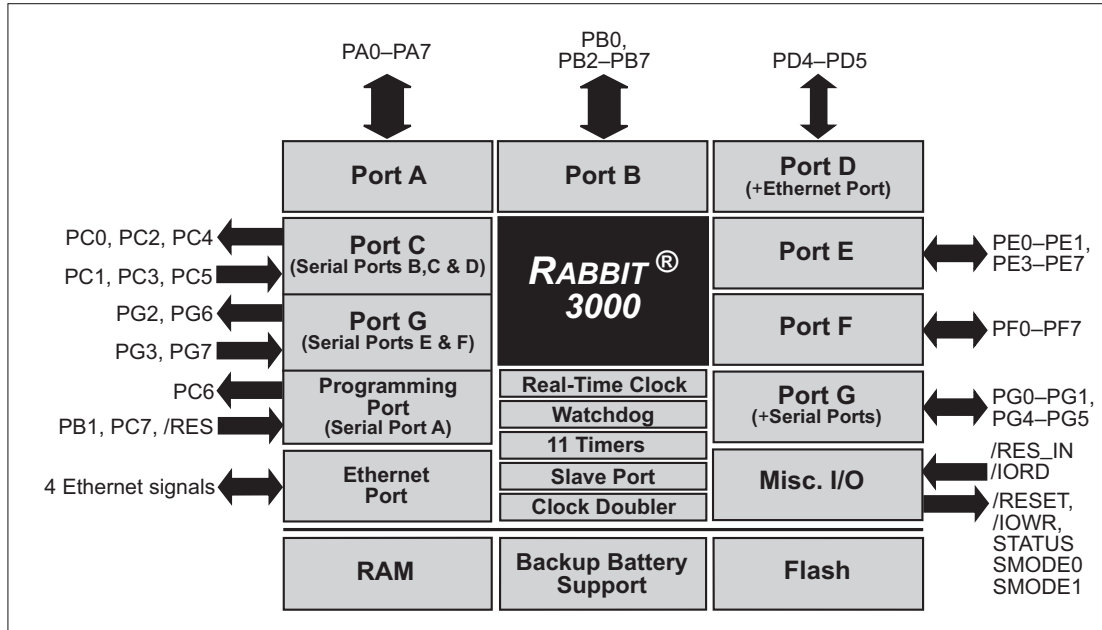 PA0–PA7
PB0,
PB2–PB7
PD4–PD5
Port A
Port B
Port D
(+Ethernet Port)
PC0, PC2, PC4
PC1, PC3, PC5
Port C
(Serial Ports B,C & D)
PG2, PG6
PG3, PG7
Port G
(Serial Ports E & F)
PC6
PB1, PC7, /RES
Programming
Port
(Serial Port A)
4 Ethernet signals
Ethernet
Port
RABBIT ®
3000
Real-Time Clock
Watchdog
11 Timers
Slave Port
Clock Doubler
Port E
PE0–PE1,
PE3–PE7
Port F
PF0–PF7
Port G
(+Serial Ports)
PG0–PG1,
PG4–PG5
Misc. I/O
/RES_IN
/IORD
/RESET,
/IOWR,
STATUS
SMODE0
SMODE1
RAM
Backup Battery
Support
Flash